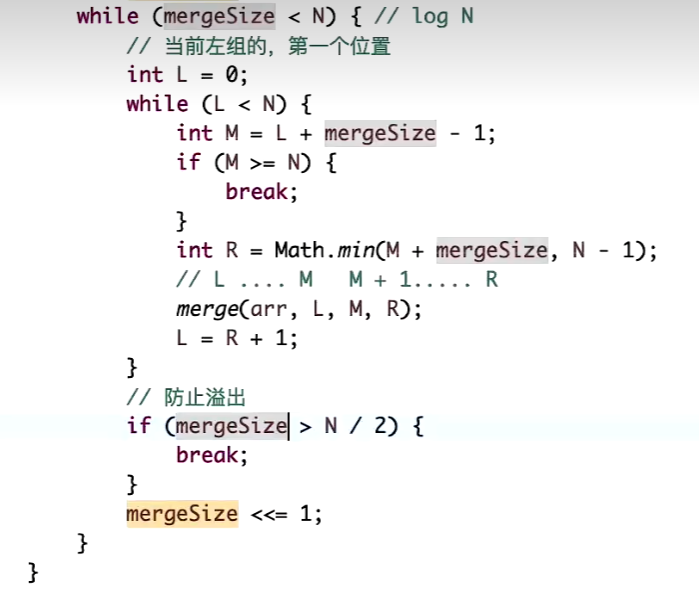 while (mergeSize < N) { // log N
// 当前左组的，第一个位置
int L = 0;
while (L < N) {
int M = L + mergeSize - 1;
if (M >= N) {
break;
}
int R = Math.min(M + mergeSize, N - 1);
// L .... M   M + 1..... R
merge(arr, L, M, R);
L = R + 1;
}
// 防止溢出
if (mergeSize > N / 2) {
break;
}
mergeSize <<= 1;
}
}